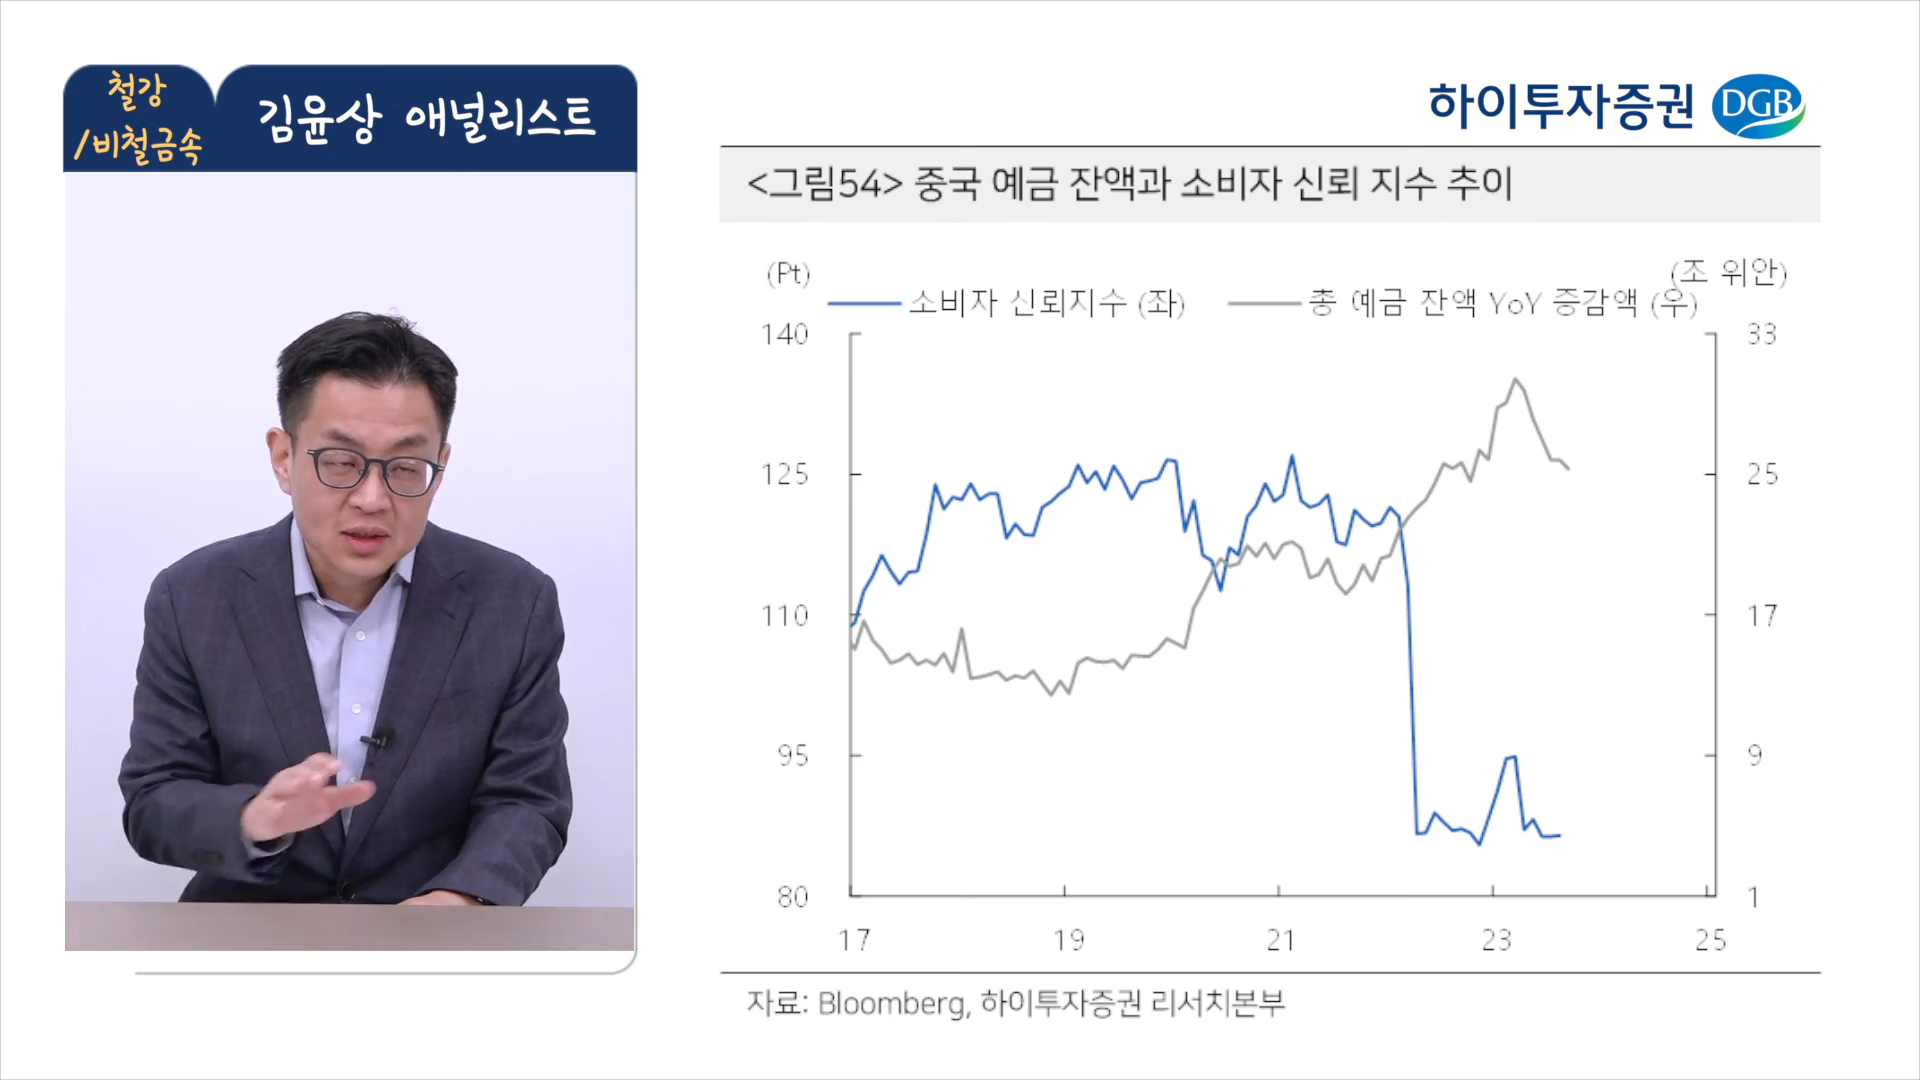 철강
/비철금속
김윤상 애널리스트
하이투자증권 DGB
<그림54> 중국 예금 잔액과 소비자 신뢰 지수 추이
(Pt) (조 위안)
소비자 신뢰지수 (좌) 총 예금 잔액 YoY 증감액 (우)
140 33
125 25
110 17
95 9
80 1
17 19 21 23 25
자료: Bloomberg, 하이투자증권 리서치본부